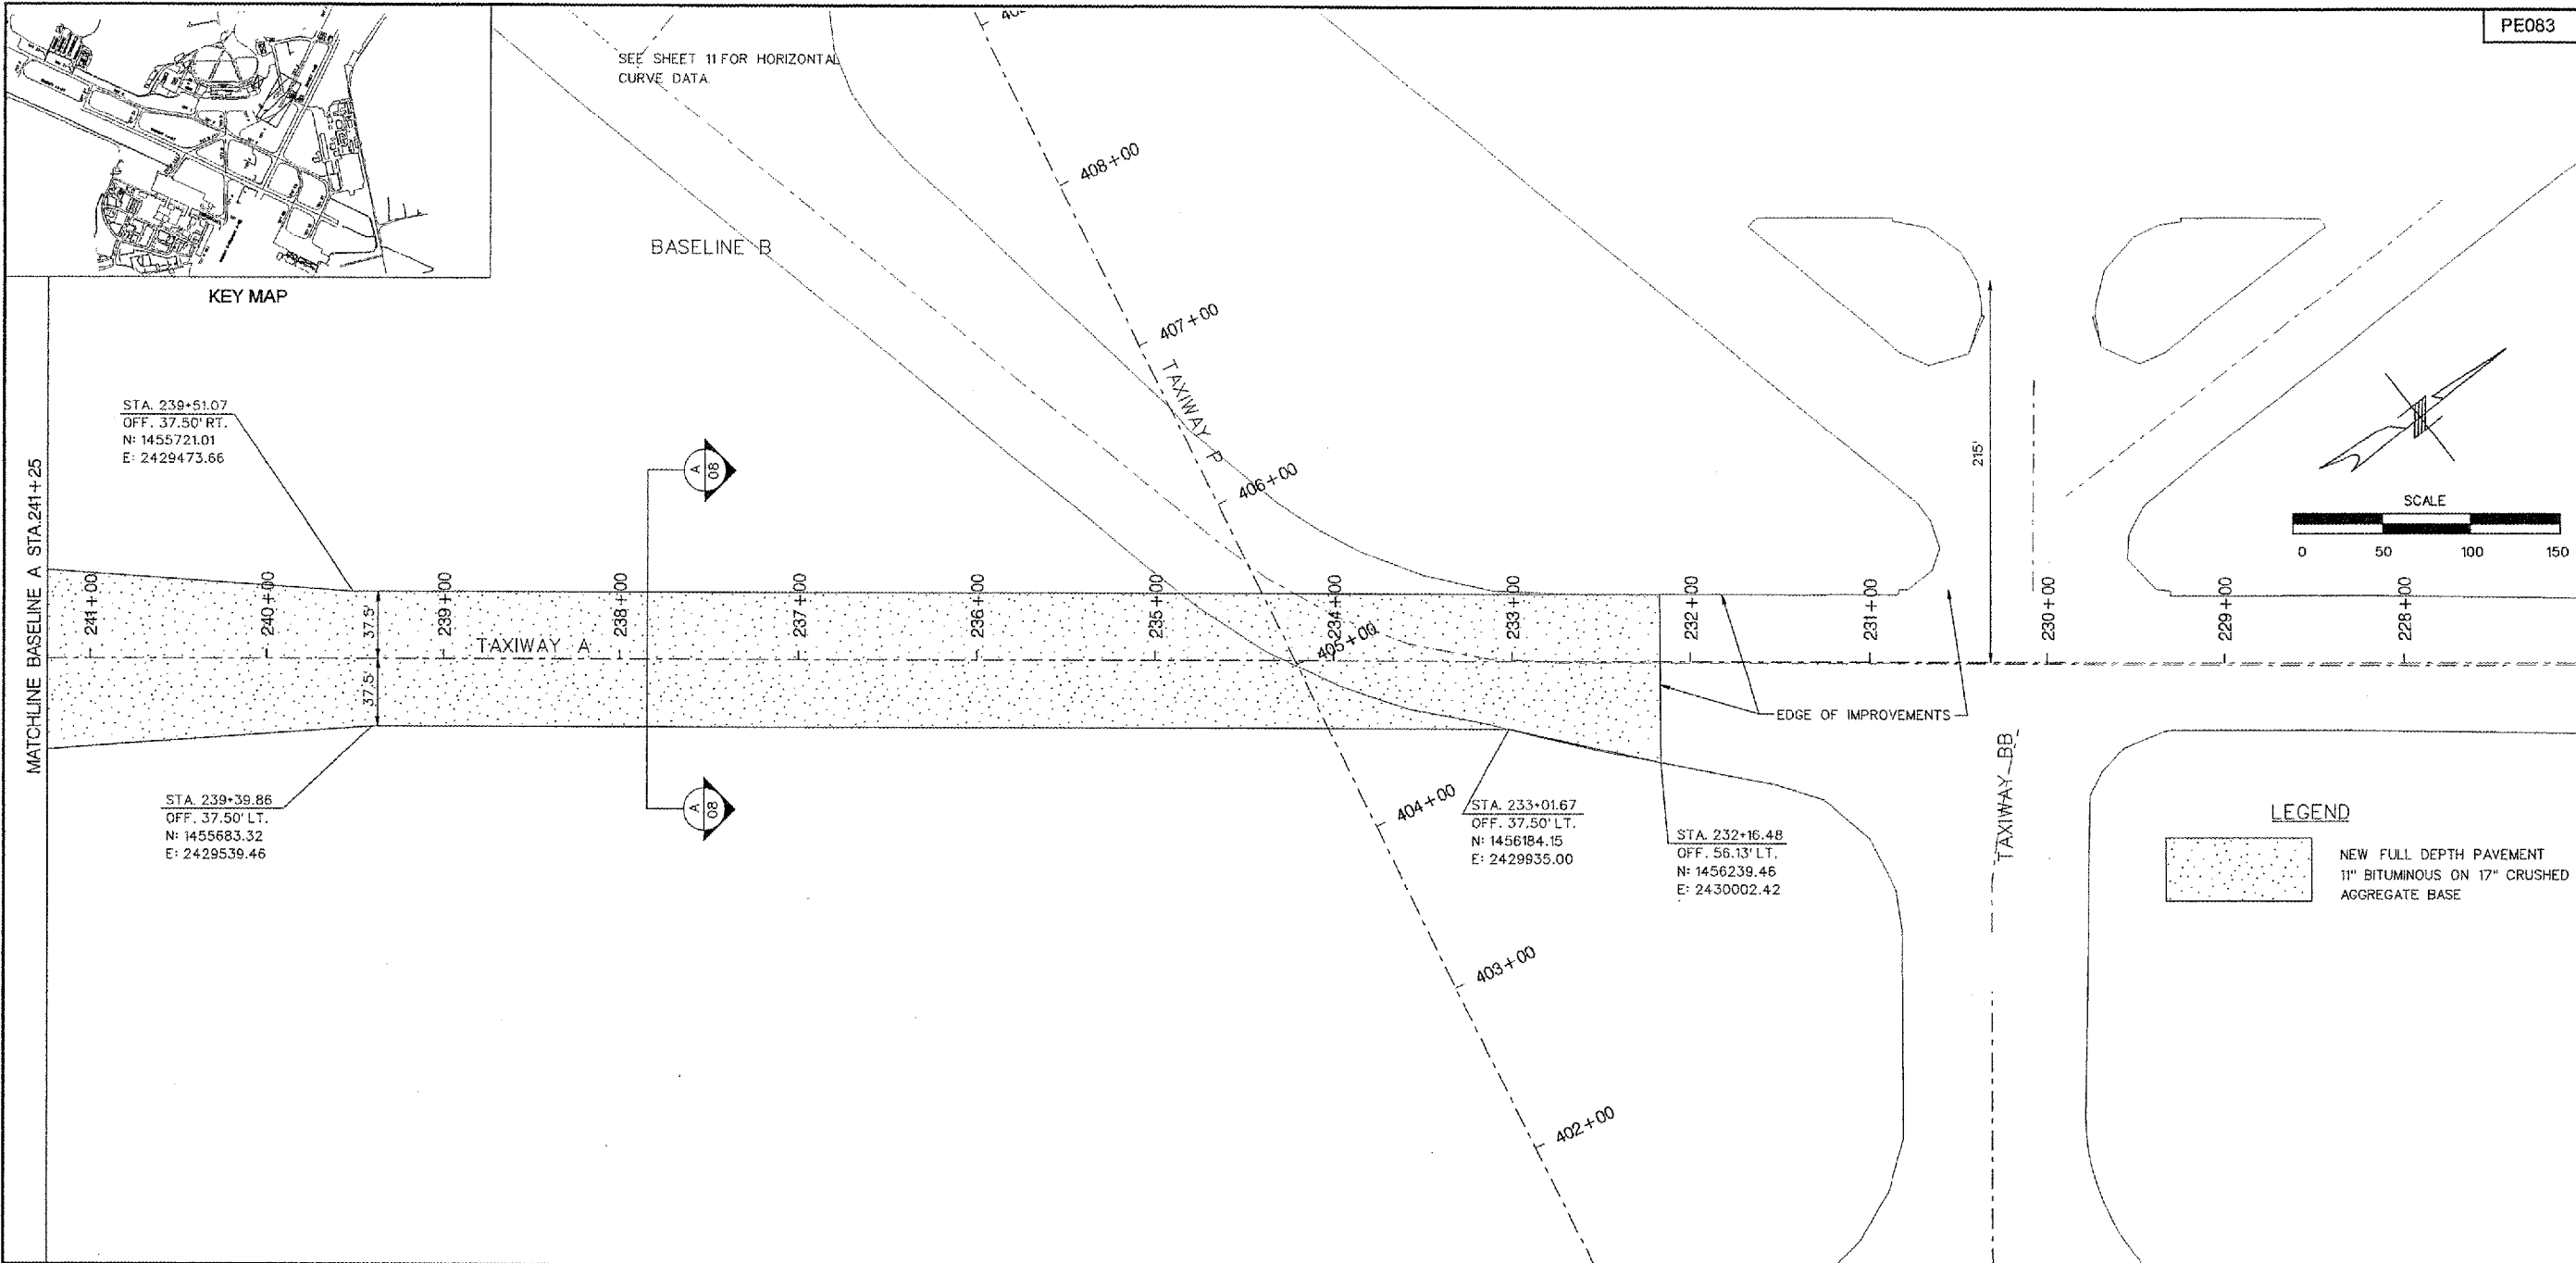 PE083
SEE SHEET 11 FOR HORIZONTAL
CURVE DATA.
KEY MAP
BASELINE B
408+00
407+00
TAXIWAY P
406+00
405+00
404+00
403+00
402+00
MATCHLINE BASELINE A STA.241+25
STA. 239+51.07
OFF. 37.50' RT.
N: 1455721.01
E: 2429473.66
A
08
241+00
240+00
239+00
238+00
237+00
236+00
235+00
234+00
233+00
232+00
231+00
230+00
229+00
228+00
37.5'
37.5'
TAXIWAY A
215'
SCALE
0 50 100 150
EDGE OF IMPROVEMENTS
TAXIWAY BB
STA. 239+39.86
OFF. 37.50' LT.
N: 1455683.32
E: 2429539.46
A
08
STA. 233+01.67
OFF. 37.50' LT.
N: 1456184.15
E: 2429935.00
STA. 232+16.48
OFF. 56.13' LT.
N: 1456239.46
E: 2430002.42
LEGEND
NEW FULL DEPTH PAVEMENT
11" BITUMINOUS ON 17" CRUSHED
AGGREGATE BASE